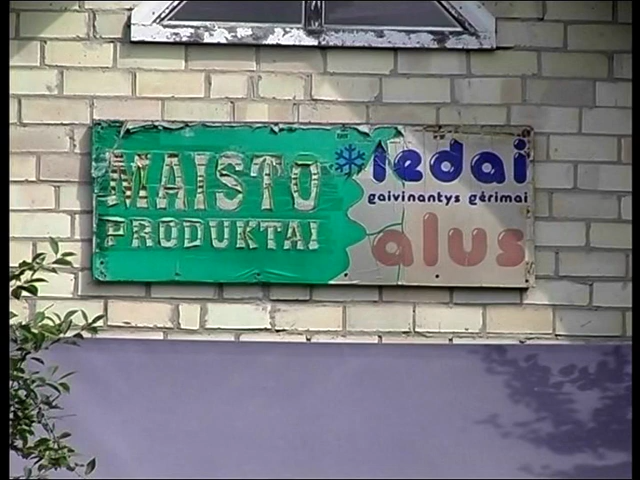 MAISTO
PRODUKTAI
ledai
gaivinantys gėrimai
alus